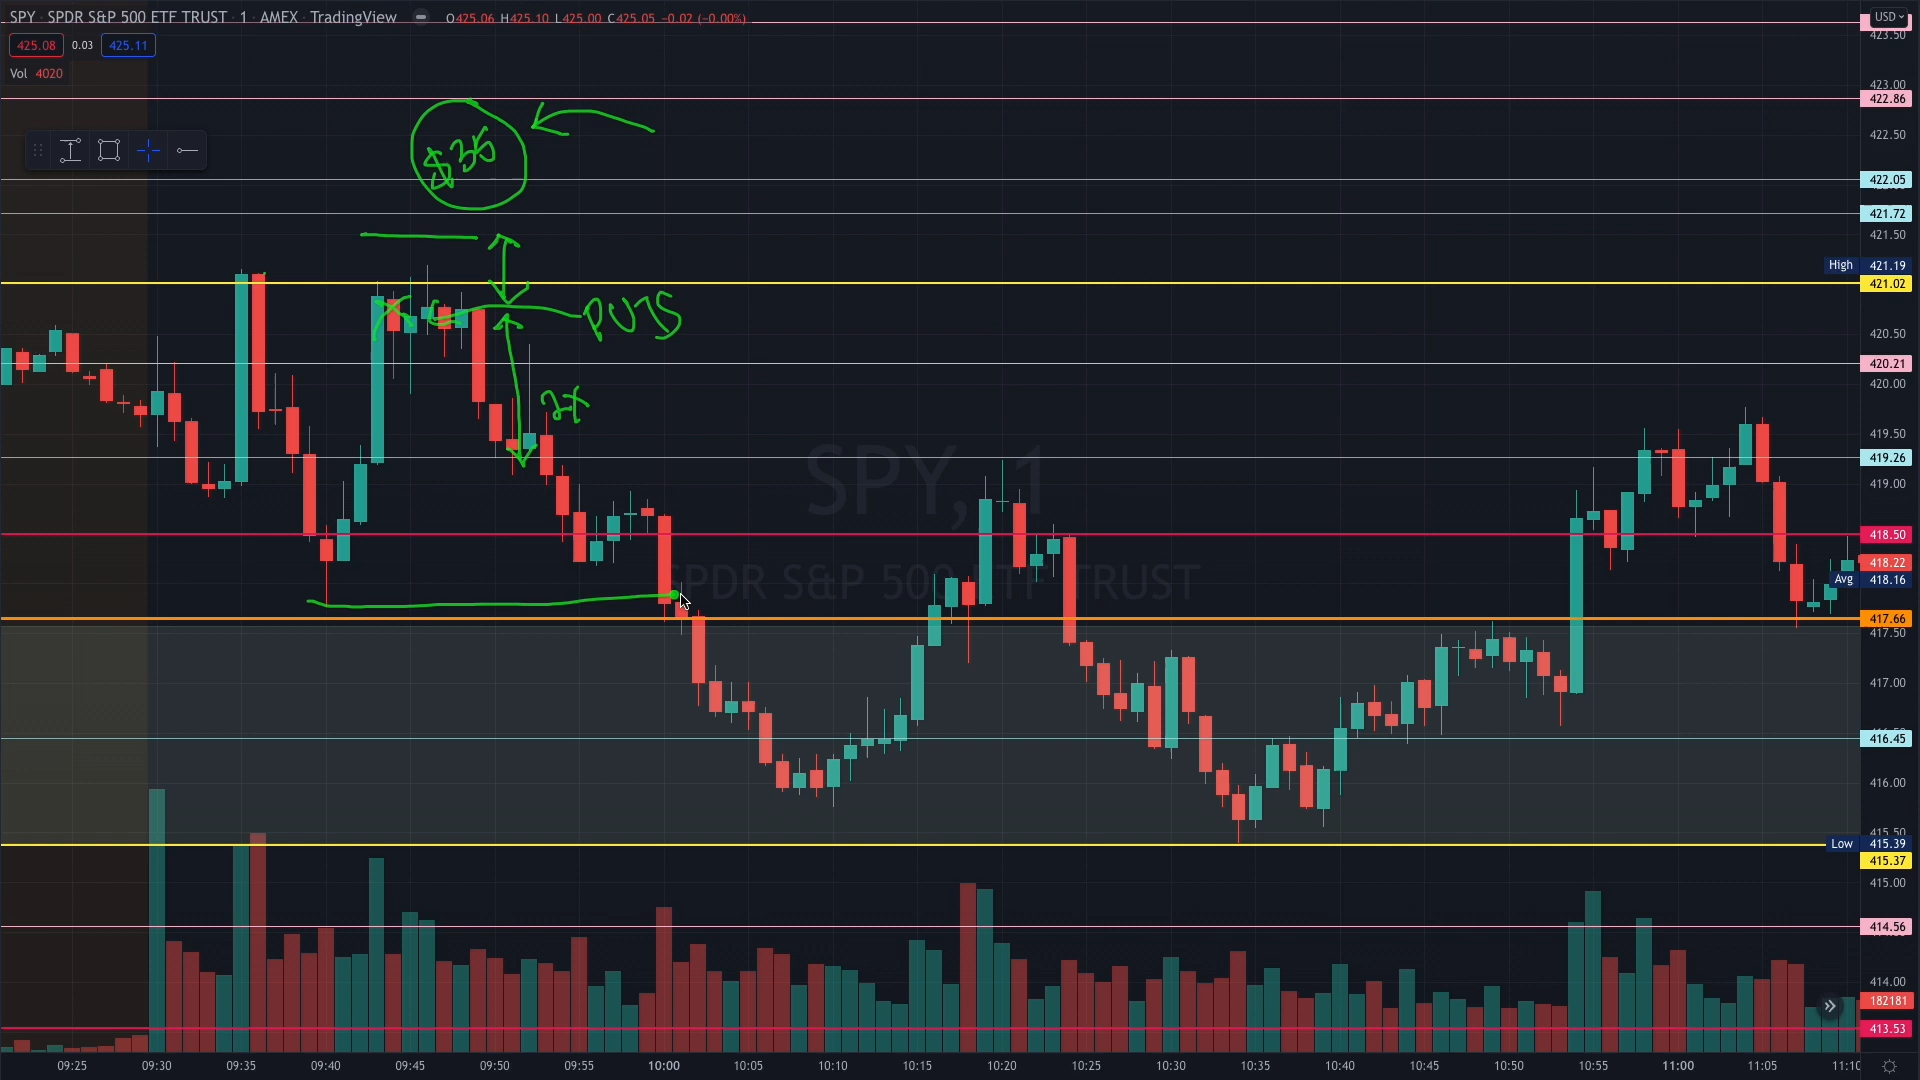 SPY · SPDR S&P 500 ETF TRUST · 1 · AMEX · TradingView O425.06 H425.10 L425.00 C425.05 −0.02 (−0.00%)
USD
423.50
425.08 0.03 425.11
Vol 4020
423.00
422.86
422.50
$36
422.05
421.72
421.50
High 421.19
421.02
PUTS
420.50
420.21
420.00
2X
419.50
419.26
419.00
SPY, 1
418.50
418.22
SPDR S&P 500 ETF TRUST
Avg 418.16
417.66
417.50
417.00
416.45
416.00
415.50
Low 415.39
415.37
415.00
414.56
414.00
182181
413.53
09:25 09:30 09:35 09:40 09:45 09:50 09:55 10:00 10:05 10:10 10:15 10:20 10:25 10:30 10:35 10:40 10:45 10:50 10:55 11:00 11:05 11:10